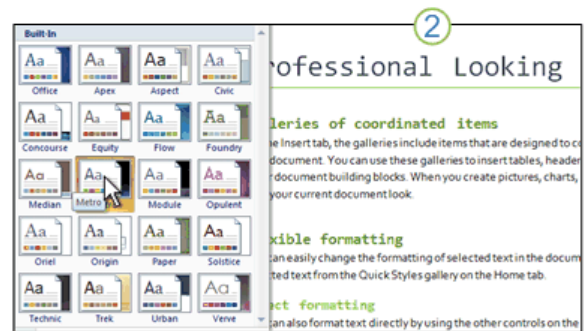 2
Built-In
Aa Aa Aa Aa
Office Apex Aspect Civic
Aa Aa Aa Aa
Concourse Equity Flow Foundry
Aa Aa Aa Aa
Median Module Opulent
Metro
Aa Aa Aa Aa
Oriel Origin Paper Solstice
Aa Aa Aa Aa
Technic Trek Urban Verve
ofessional Looking
leries of coordinated items
e Insert tab, the galleries include items that are designed to co
document. You can use these galleries to insert tables, header
document building blocks. When you create pictures, charts,
your current document look.
xible formatting
can easily change the formatting of selected text in the docum
ted text from the Quick Styles gallery on the Home tab.
ct formatting
can also format text directly by using the other controls on the